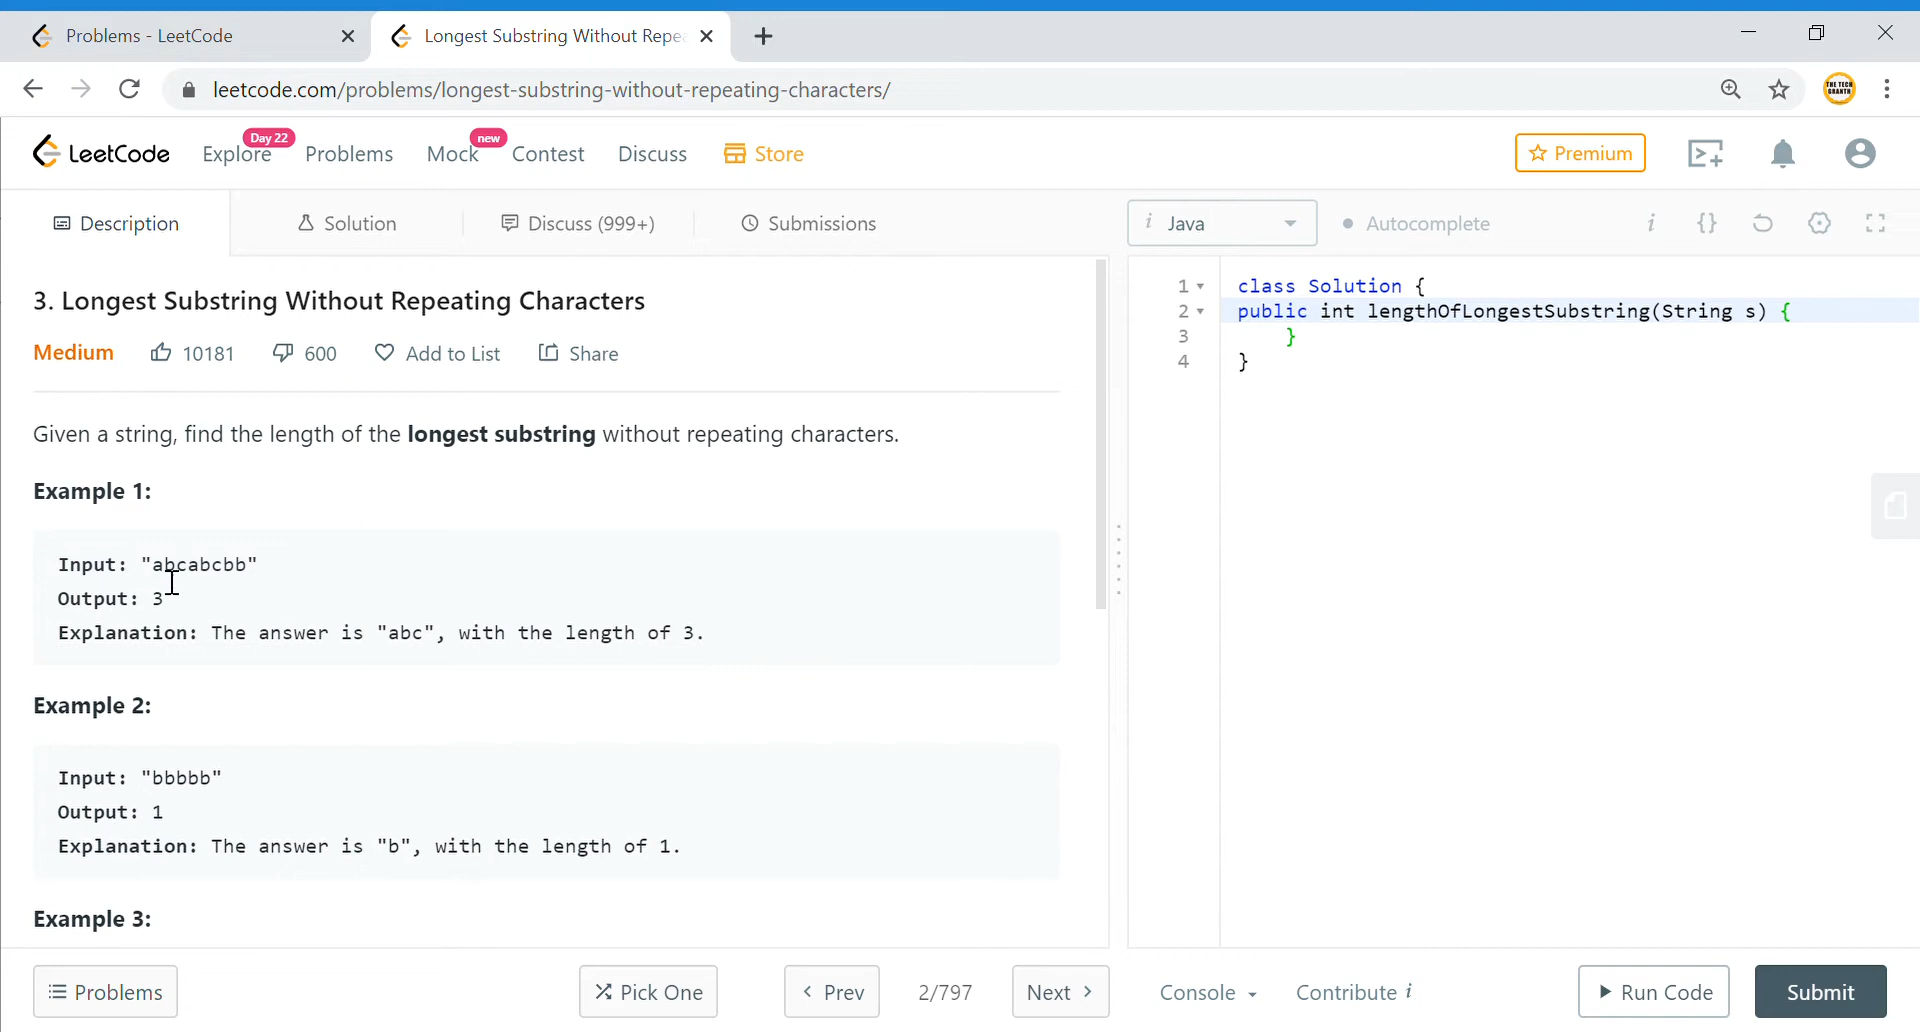 Problems - LeetCode
Longest Substring Without Repe
leetcode.com/problems/longest-substring-without-repeating-characters/
THE TECH GRANTH
LeetCode
Explore
Day 22
Problems
Mock
new
Contest
Discuss
Store
Premium
Description
Solution
Discuss (999+)
Submissions
i Java
Autocomplete
i {}
3. Longest Substring Without Repeating Characters
Medium 10181 600 Add to List Share
Given a string, find the length of the longest substring without repeating characters.
Example 1:
Input: "abcabcbb"
Output: 3
Explanation: The answer is "abc", with the length of 3.
Example 2:
Input: "bbbbb"
Output: 1
Explanation: The answer is "b", with the length of 1.
Example 3:
1 class Solution {
2 public int lengthOfLongestSubstring(String s) {
3 }
4 }
Problems
Pick One
Prev
2/797
Next
Console
Contribute i
Run Code
Submit